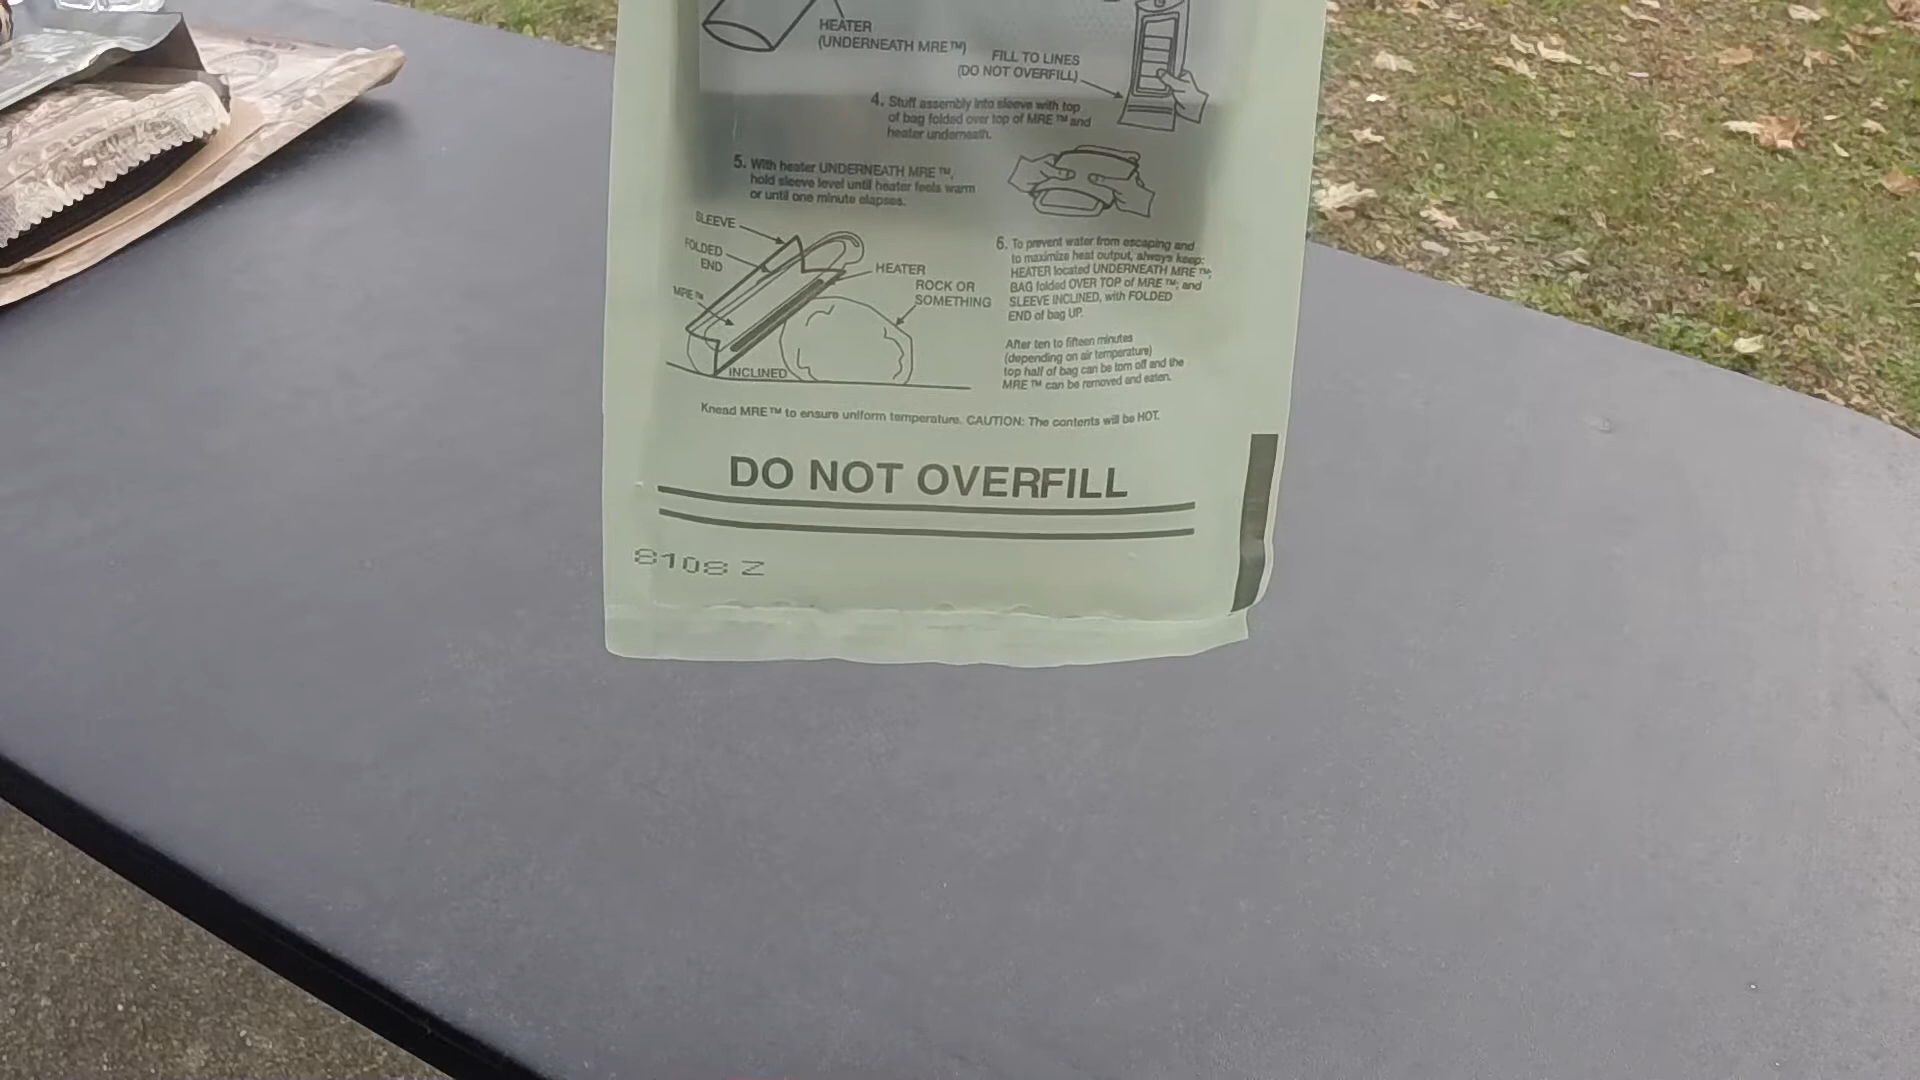 HEATER
(UNDERNEATH MRE™)
FILL TO LINES
(DO NOT OVERFILL)
4. Stuff assembly into sleeve with top
of bag folded over top of MRE™ and
heater underneath.
5. With heater UNDERNEATH MRE™,
hold sleeve level until heater feels warm
or until one minute elapses.
SLEEVE
FOLDED
END
MRE™
HEATER
ROCK OR
SOMETHING
INCLINED
6. To prevent water from escaping and
to maximize heat output, always keep:
HEATER located UNDERNEATH MRE™;
BAG folded OVER TOP of MRE™; and
SLEEVE INCLINED, with FOLDED
END of bag UP.
After ten to fifteen minutes
(depending on air temperature)
top half of bag can be torn off and the
MRE™ can be removed and eaten.
Knead MRE™ to ensure uniform temperature. CAUTION: The contents will be HOT.
DO NOT OVERFILL
8108 Z